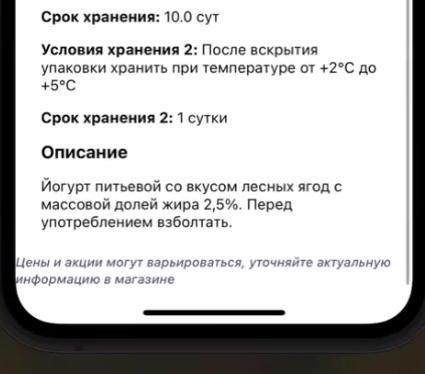 Срок хранения: 10.0 сут
Условия хранения 2: После вскрытия
упаковки хранить при температуре от +2°C до
+5°C
Срок хранения 2: 1 сутки
Описание
Йогурт питьевой со вкусом лесных ягод с
массовой долей жира 2,5%. Перед
употреблением взболтать.
Цены и акции могут варьироваться, уточняйте актуальную
информацию в магазине